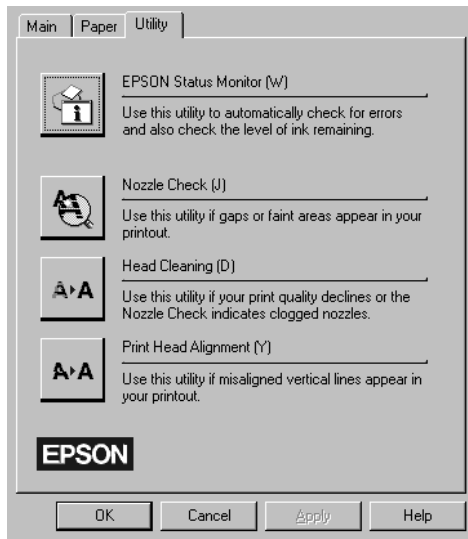 Main Paper Utility
EPSON Status Monitor (W)
Use this utility to automatically check for errors
and also check the level of ink remaining.
Nozzle Check (J)
Use this utility if gaps or faint areas appear in your
printout.
Head Cleaning (D)
Use this utility if your print quality declines or the
Nozzle Check indicates clogged nozzles.
Print Head Alignment (Y)
Use this utility if misaligned vertical lines appear in
your printout.
EPSON
OK Cancel Apply Help